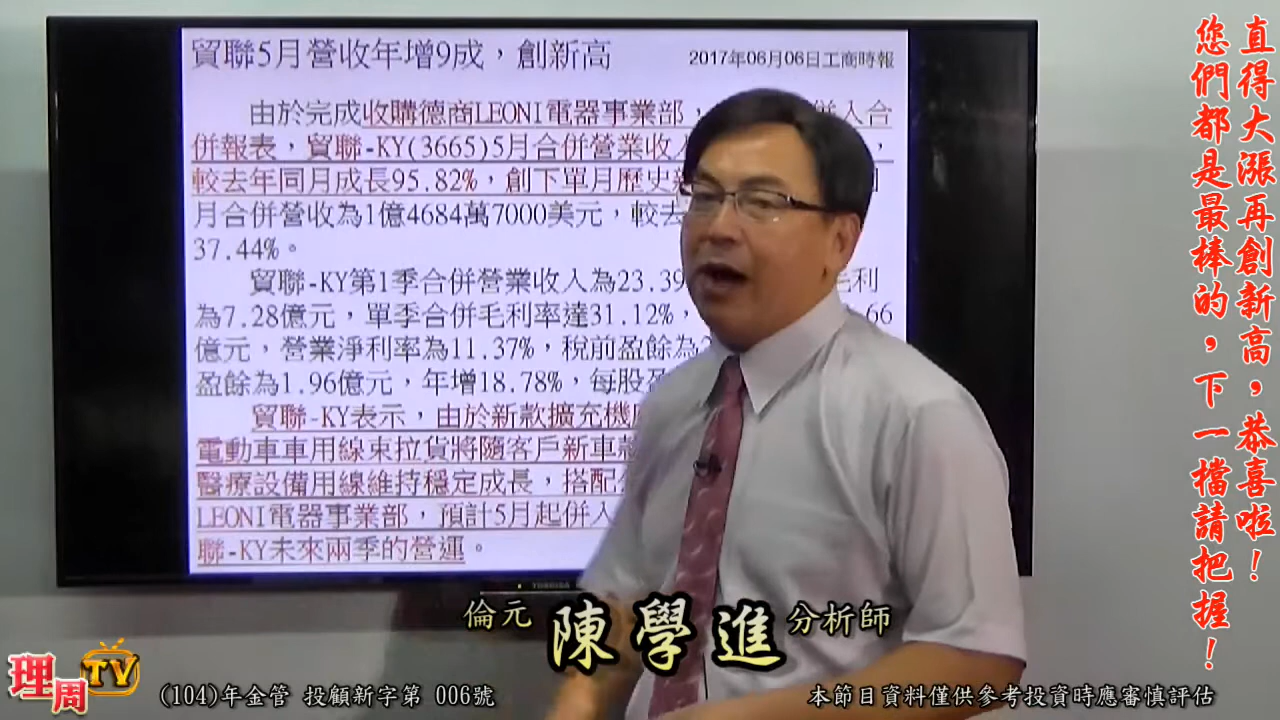 貿聯5月營收年增9成，創新高
2017年06月06日工商時報
由於完成收購德商LEONI電器事業部，
併入合
併報表，貿聯-KY(3665)5月合併營業收入
，
較去年同月成長95.82%，創下單月歷史
月合併營收為1億4684萬7000美元，較去
37.44%。
貿聯-KY第1季合併營業收入為23.39
毛利
為7.28億元，單季合併毛利率達31.12%，
66
億元，營業淨利率為11.37%，稅前盈餘為
盈餘為1.96億元，年增18.78%，每股盈
貿聯-KY表示，由於新款擴充機
電動車車用線束拉貨將隨客戶新車
醫療設備用線維持穩定成長，搭配
LEONI電器事業部，預計5月起併入
聯-KY未來兩季的營運。
TOSHIBA
直得大漲再創新高，恭喜啦！
您們都是最棒的，下一檔請把握！
倫元 陳學進 分析師
理周TV
(104)年金管 投顧新字第 006號
本節目資料僅供參考投資時應審慎評估